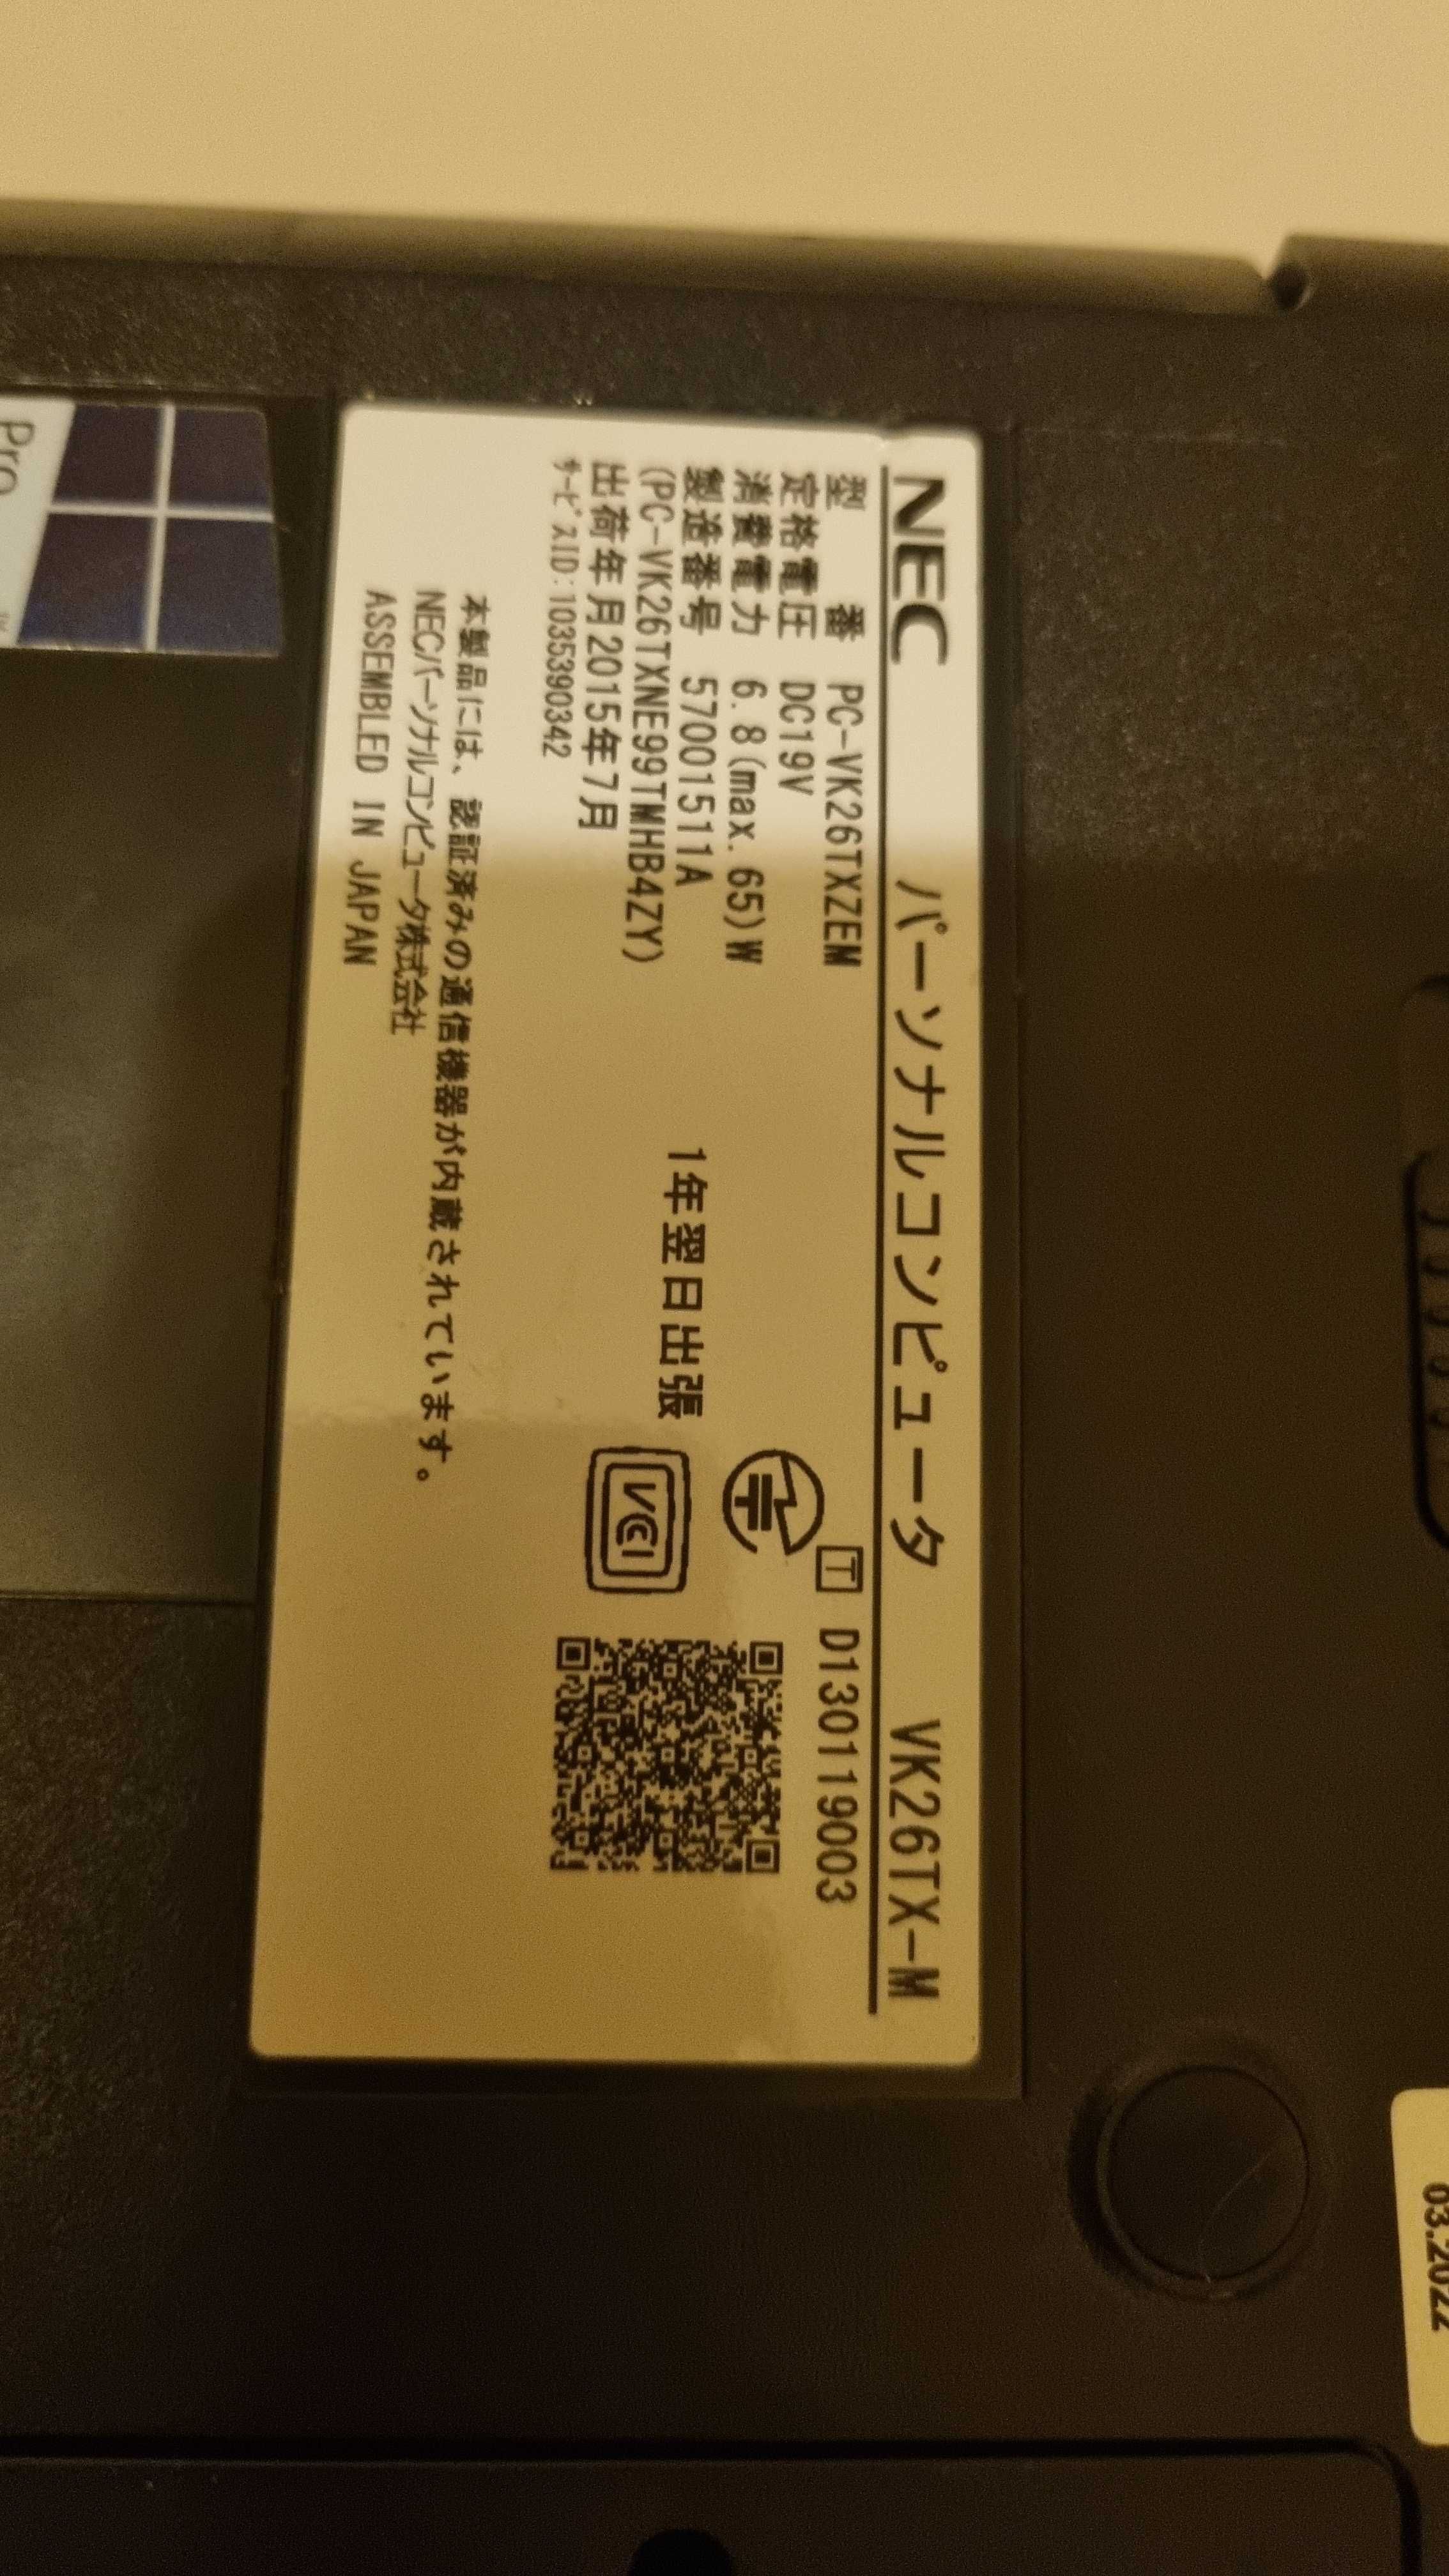 NEC パーソナルコンピュータ VK26TX-M
型 番 PC-VK26TXZEM
T D130119003
定格電圧 DC19V
消費電力 6.8(max.65)W
製造番号 57001511A
1年翌日出張
(PC-VK26TXNE99TMHB4ZY)
VCI
出荷年月2015年7月
サービスID:1035390342
本製品には、認証済みの通信機器が内蔵されています。
NECパーソナルコンピュータ株式会社
ASSEMBLED IN JAPAN
Pro
03.2022